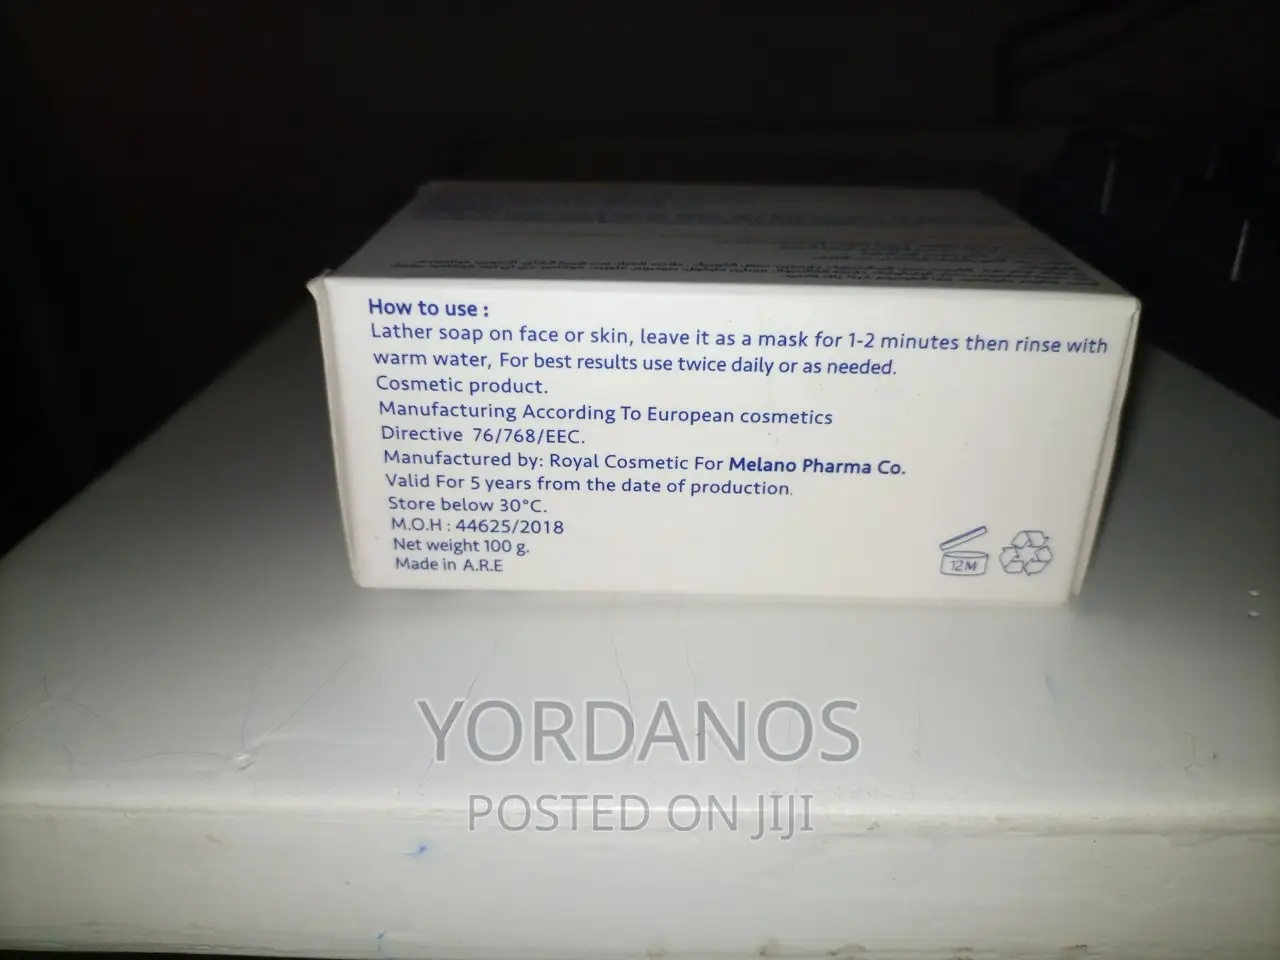 How to use :
Lather soap on face or skin, leave it as a mask for 1-2 minutes then rinse with
warm water, For best results use twice daily or as needed.
Cosmetic product.
Manufacturing According To European cosmetics
Directive 76/768/EEC.
Manufactured by: Royal Cosmetic For Melano Pharma Co.
Valid For 5 years from the date of production.
Store below 30°C.
M.O.H : 44625/2018
Net weight 100 g.
Made in A.R.E
12M
YORDANOS
POSTED ON JIJI